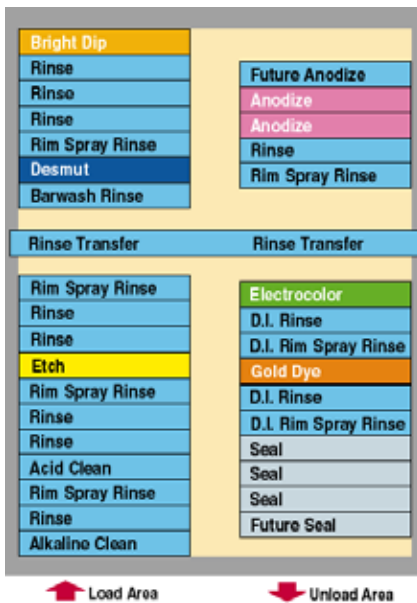 Bright Dip
Rinse
Rinse
Rinse
Rim Spray Rinse
Desmut
Barwash Rinse
Future Anodize
Anodize
Anodize
Rinse
Rim Spray Rinse
Rinse Transfer Rinse Transfer
Rim Spray Rinse
Rinse
Rinse
Etch
Rim Spray Rinse
Rinse
Rinse
Acid Clean
Rim Spray Rinse
Rinse
Alkaline Clean
Electrocolor
D.I. Rinse
D.I. Rim Spray Rinse
Gold Dye
D.I. Rinse
D.I. Rim Spray Rinse
Seal
Seal
Seal
Future Seal
Load Area Unload Area